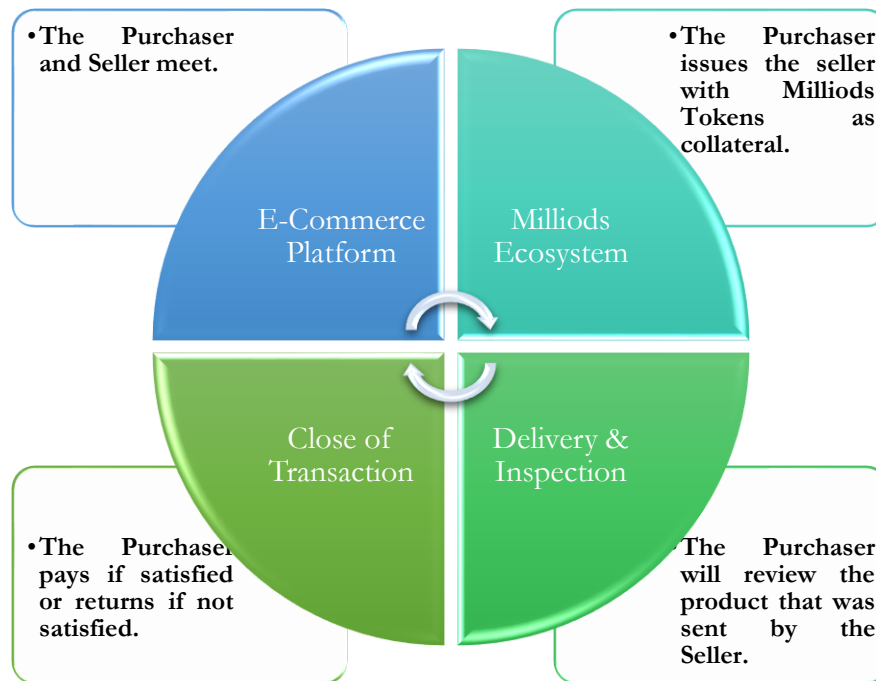 •The Purchaser
and Seller meet.
•The Purchaser
issues the seller
with Milliods
Tokens as
collateral.
E-Commerce
Platform
Milliods
Ecosystem
Close of
Transaction
Delivery &
Inspection
•The Purchaser
pays if satisfied
or returns if not
satisfied.
•The Purchaser
will review the
product that was
sent by the
Seller.